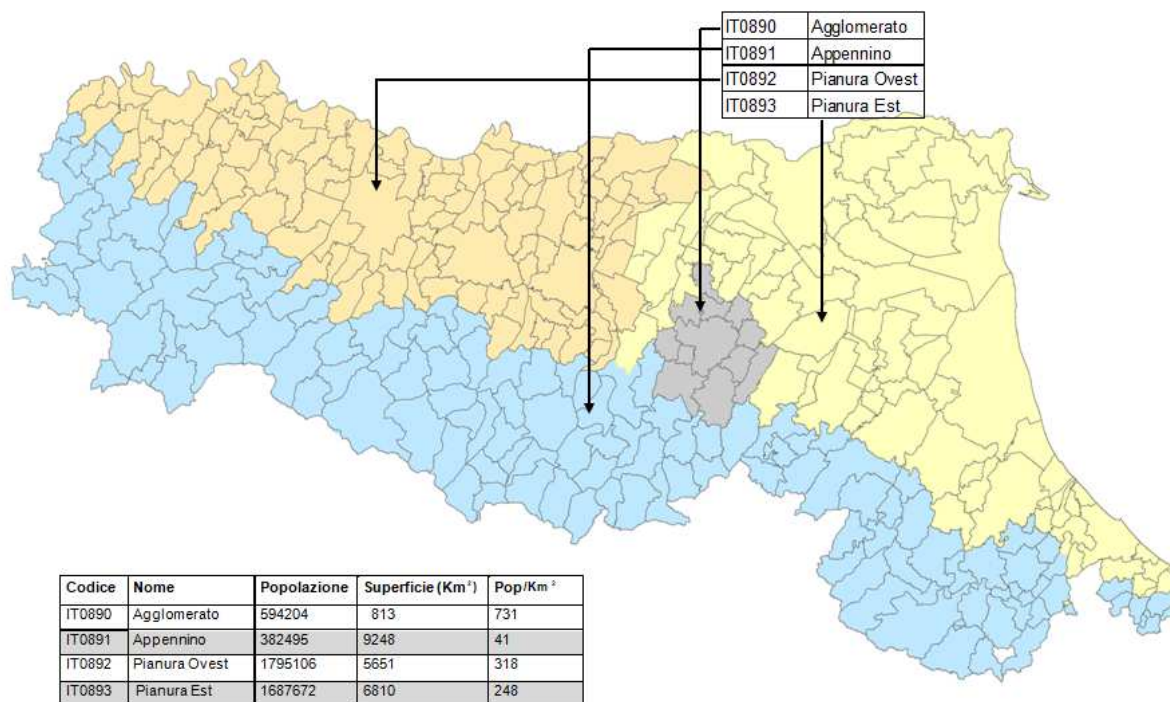 IT0890 Agglomerato
IT0891 Appennino
IT0892 Pianura Ovest
IT0893 Pianura Est
Codice Nome Popolazione Superficie (Km²) Pop/Km²
IT0890 Agglomerato 594204 813 731
IT0891 Appennino 382495 9248 41
IT0892 Pianura Ovest 1795106 5651 318
IT0893 Pianura Est 1687672 6810 248